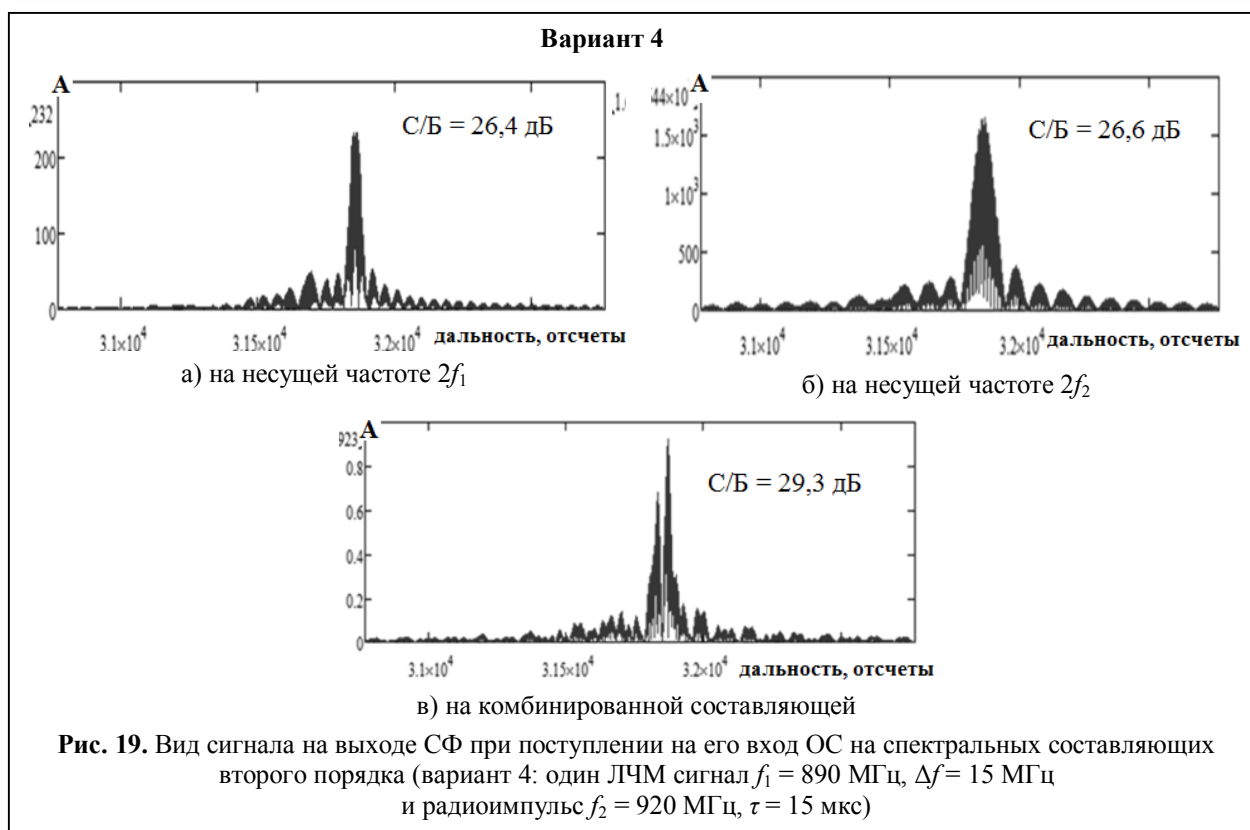 Вариант 4
А
232
С/Б = 26,4 дБ
200
100
0
3.1×10⁴
3.15×10⁴
3.2×10⁴
дальность, отсчеты
а) на несущей частоте 2f₁
А
44×10
С/Б = 26,6 дБ
1.5×10³
1×10³
500
0
3.1×10⁴
3.15×10⁴
3.2×10⁴
дальность, отсчеты
б) на несущей частоте 2f₂
А
923
С/Б = 29,3 дБ
0.8
0.6
0.4
0.2
0
3.1×10⁴
3.15×10⁴
3.2×10⁴
дальность, отсчеты
в) на комбинированной составляющей
Рис. 19. Вид сигнала на выходе СФ при поступлении на его вход ОС на спектральных составляющих
второго порядка (вариант 4: один ЛЧМ сигнал f₁ = 890 МГц, Δf = 15 МГц
и радиоимпульс f₂ = 920 МГц, τ = 15 мкс)